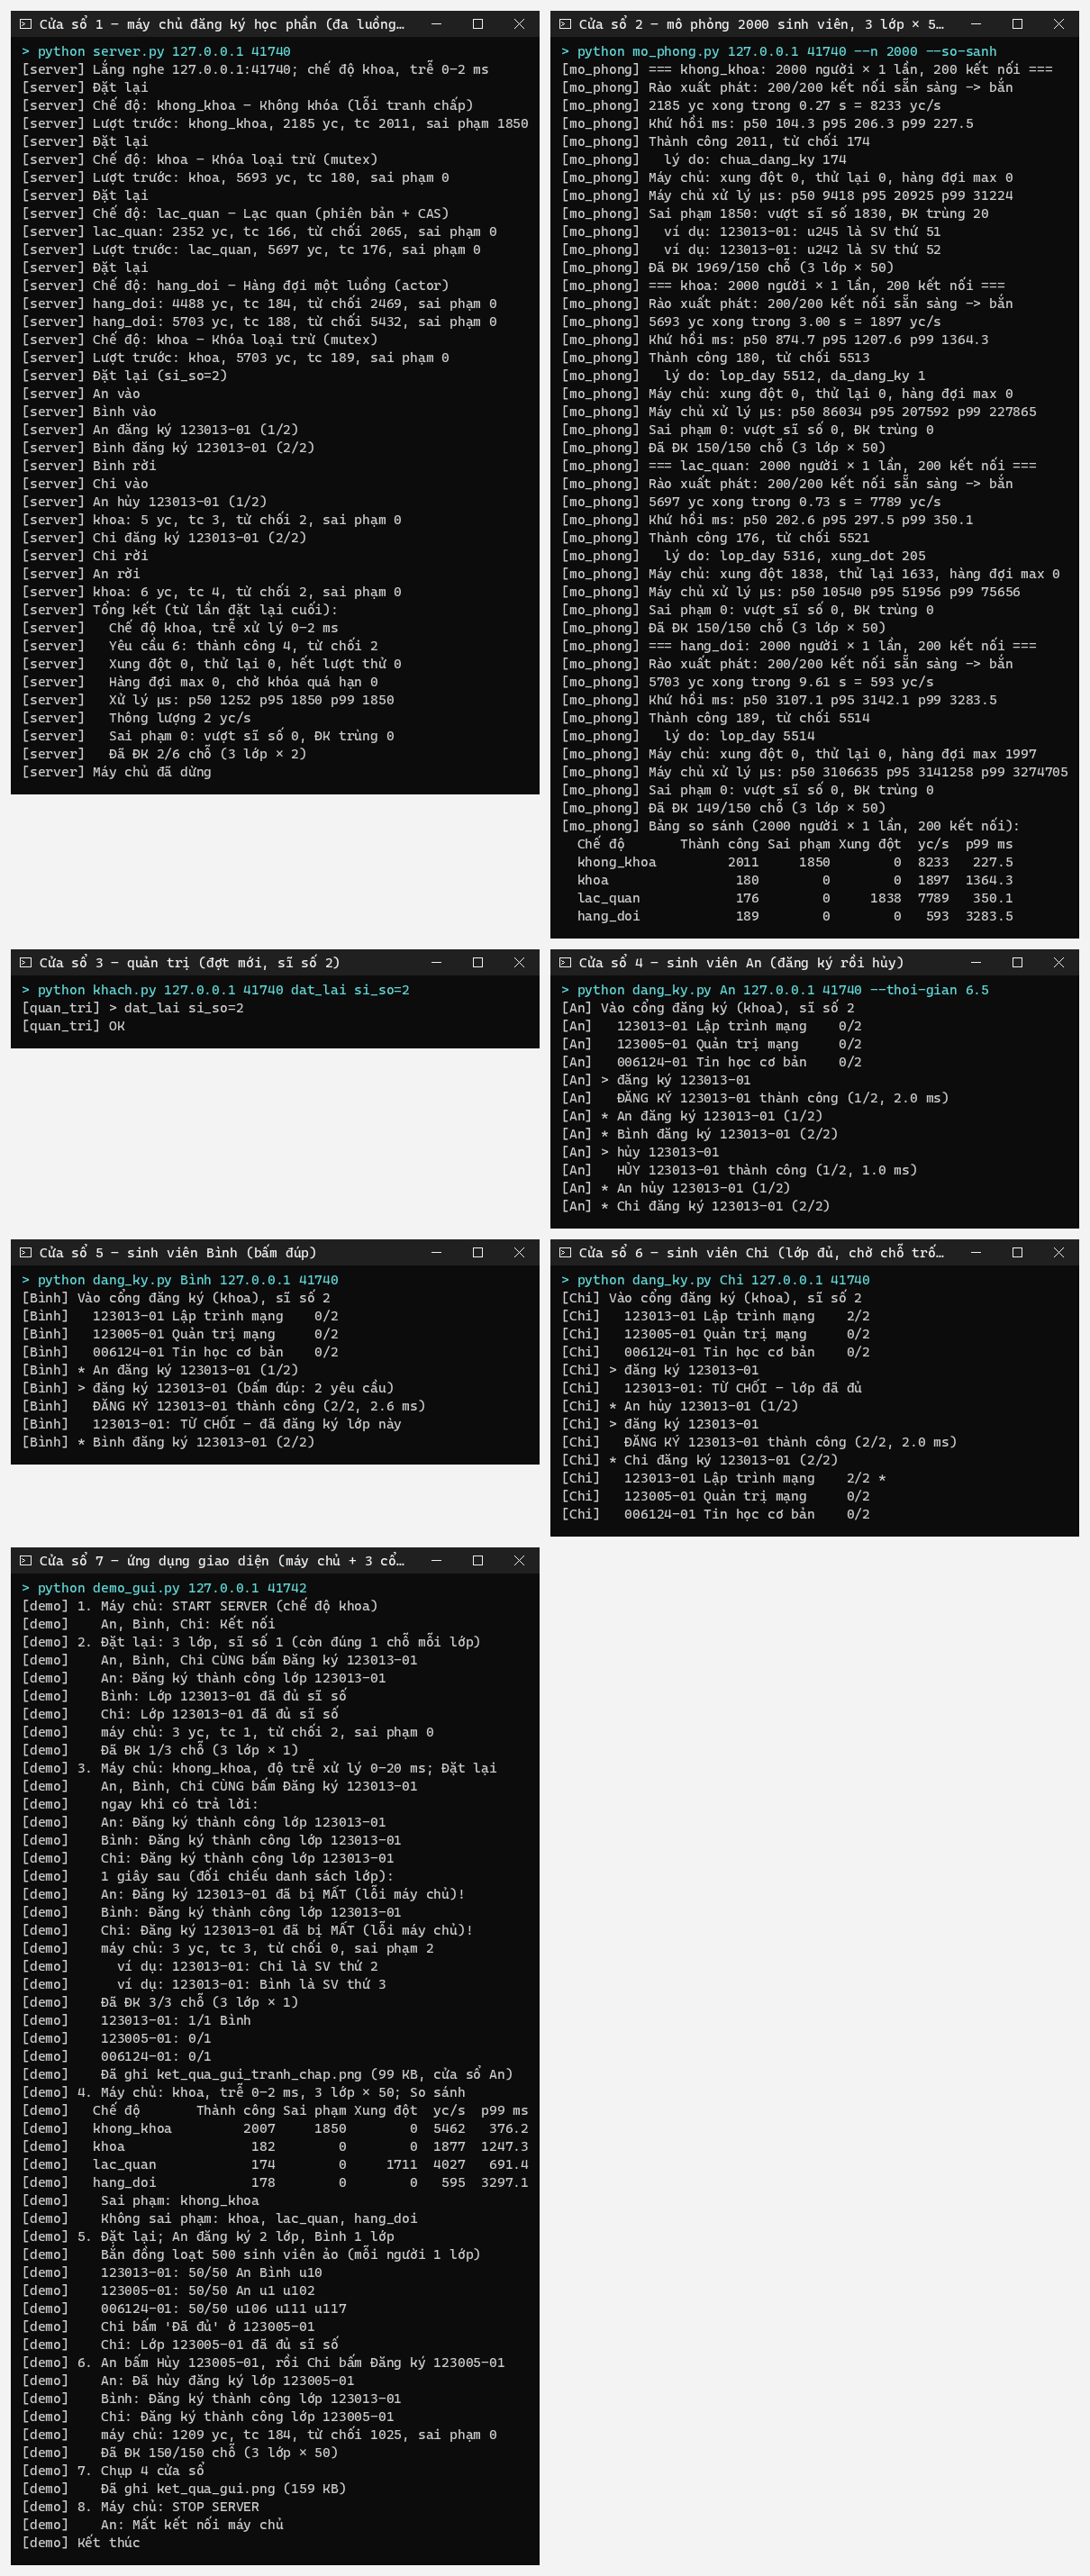 Cửa sổ 1 – máy chủ đăng ký học phần (đa luồng…
> python server.py 127.0.0.1 41740
[server] Lắng nghe 127.0.0.1:41740; chế độ khoa, trễ 0–2 ms
[server] Đặt lại
[server] Chế độ: khong_khoa – Không khóa (lỗi tranh chấp)
[server] Lượt trước: khong_khoa, 2185 yc, tc 2011, sai phạm 1850
[server] Đặt lại
[server] Chế độ: khoa – Khóa loại trừ (mutex)
[server] Lượt trước: khoa, 5693 yc, tc 180, sai phạm 0
[server] Đặt lại
[server] Chế độ: lac_quan – Lạc quan (phiên bản + CAS)
[server] lac_quan: 2352 yc, tc 166, từ chối 2065, sai phạm 0
[server] Lượt trước: lac_quan, 5697 yc, tc 176, sai phạm 0
[server] Đặt lại
[server] Chế độ: hang_doi – Hàng đợi một luồng (actor)
[server] hang_doi: 4488 yc, tc 184, từ chối 2469, sai phạm 0
[server] hang_doi: 5703 yc, tc 188, từ chối 5432, sai phạm 0
[server] Chế độ: khoa – Khóa loại trừ (mutex)
[server] Lượt trước: khoa, 5703 yc, tc 189, sai phạm 0
[server] Đặt lại (si_so=2)
[server] An vào
[server] Bình vào
[server] An đăng ký 123013-01 (1/2)
[server] Bình đăng ký 123013-01 (2/2)
[server] Bình rời
[server] Chi vào
[server] An hủy 123013-01 (1/2)
[server] khoa: 5 yc, tc 3, từ chối 2, sai phạm 0
[server] Chi đăng ký 123013-01 (2/2)
[server] Chi rời
[server] An rời
[server] khoa: 6 yc, tc 4, từ chối 2, sai phạm 0
[server] Tổng kết (từ lần đặt lại cuối):
[server]   Chế độ khoa, trễ xử lý 0–2 ms
[server]   Yêu cầu 6: thành công 4, từ chối 2
[server]   Xung đột 0, thử lại 0, hết lượt thử 0
[server]   Hàng đợi max 0, chờ khóa quá hạn 0
[server]   Xử lý µs: p50 1252 p95 1850 p99 1850
[server]   Thông lượng 2 yc/s
[server]   Sai phạm 0: vượt sĩ số 0, ĐK trùng 0
[server]   Đã ĐK 2/6 chỗ (3 lớp × 2)
[server] Máy chủ đã dừng
Cửa sổ 2 – mô phỏng 2000 sinh viên, 3 lớp × 5…
> python mo_phong.py 127.0.0.1 41740 --n 2000 --so-sanh
[mo_phong] === khong_khoa: 2000 người × 1 lần, 200 kết nối ===
[mo_phong] Rào xuất phát: 200/200 kết nối sẵn sàng -> bắn
[mo_phong] 2185 yc xong trong 0.27 s = 8233 yc/s
[mo_phong] Khứ hồi ms: p50 104.3 p95 206.3 p99 227.5
[mo_phong] Thành công 2011, từ chối 174
[mo_phong]   lý do: chua_dang_ky 174
[mo_phong] Máy chủ: xung đột 0, thử lại 0, hàng đợi max 0
[mo_phong] Máy chủ xử lý µs: p50 9418 p95 20925 p99 31224
[mo_phong] Sai phạm 1850: vượt sĩ số 1830, ĐK trùng 20
[mo_phong]   ví dụ: 123013-01: u245 là SV thứ 51
[mo_phong]   ví dụ: 123013-01: u242 là SV thứ 52
[mo_phong] Đã ĐK 1969/150 chỗ (3 lớp × 50)
[mo_phong] === khoa: 2000 người × 1 lần, 200 kết nối ===
[mo_phong] Rào xuất phát: 200/200 kết nối sẵn sàng -> bắn
[mo_phong] 5693 yc xong trong 3.00 s = 1897 yc/s
[mo_phong] Khứ hồi ms: p50 874.7 p95 1207.6 p99 1364.3
[mo_phong] Thành công 180, từ chối 5513
[mo_phong]   lý do: lop_day 5512, da_dang_ky 1
[mo_phong] Máy chủ: xung đột 0, thử lại 0, hàng đợi max 0
[mo_phong] Máy chủ xử lý µs: p50 86034 p95 207592 p99 227865
[mo_phong] Sai phạm 0: vượt sĩ số 0, ĐK trùng 0
[mo_phong] Đã ĐK 150/150 chỗ (3 lớp × 50)
[mo_phong] === lac_quan: 2000 người × 1 lần, 200 kết nối ===
[mo_phong] Rào xuất phát: 200/200 kết nối sẵn sàng -> bắn
[mo_phong] 5697 yc xong trong 0.73 s = 7789 yc/s
[mo_phong] Khứ hồi ms: p50 202.6 p95 297.5 p99 350.1
[mo_phong] Thành công 176, từ chối 5521
[mo_phong]   lý do: lop_day 5316, xung_dot 205
[mo_phong] Máy chủ: xung đột 1838, thử lại 1633, hàng đợi max 0
[mo_phong] Máy chủ xử lý µs: p50 10540 p95 51956 p99 75656
[mo_phong] Sai phạm 0: vượt sĩ số 0, ĐK trùng 0
[mo_phong] Đã ĐK 150/150 chỗ (3 lớp × 50)
[mo_phong] === hang_doi: 2000 người × 1 lần, 200 kết nối ===
[mo_phong] Rào xuất phát: 200/200 kết nối sẵn sàng -> bắn
[mo_phong] 5703 yc xong trong 9.61 s = 593 yc/s
[mo_phong] Khứ hồi ms: p50 3107.1 p95 3142.1 p99 3283.5
[mo_phong] Thành công 189, từ chối 5514
[mo_phong]   lý do: lop_day 5514
[mo_phong] Máy chủ: xung đột 0, thử lại 0, hàng đợi max 1997
[mo_phong] Máy chủ xử lý µs: p50 3106635 p95 3141258 p99 3274705
[mo_phong] Sai phạm 0: vượt sĩ số 0, ĐK trùng 0
[mo_phong] Đã ĐK 149/150 chỗ (3 lớp × 50)
[mo_phong] Bảng so sánh (2000 người × 1 lần, 200 kết nối):
Chế độ       Thành công Sai phạm Xung đột  yc/s  p99 ms
khong_khoa         2011     1850        0  8233   227.5
khoa                180        0        0  1897  1364.3
lac_quan            176        0     1838  7789   350.1
hang_doi            189        0        0   593  3283.5
Cửa sổ 3 – quản trị (đợt mới, sĩ số 2)
> python khach.py 127.0.0.1 41740 dat_lai si_so=2
[quan_tri] > dat_lai si_so=2
[quan_tri] OK
Cửa sổ 4 – sinh viên An (đăng ký rồi hủy)
> python dang_ky.py An 127.0.0.1 41740 --thoi-gian 6.5
[An] Vào cổng đăng ký (khoa), sĩ số 2
[An]   123013-01 Lập trình mạng    0/2
[An]   123005-01 Quản trị mạng     0/2
[An]   006124-01 Tin học cơ bản    0/2
[An] > đăng ký 123013-01
[An]   ĐĂNG KÝ 123013-01 thành công (1/2, 2.0 ms)
[An] * An đăng ký 123013-01 (1/2)
[An] * Bình đăng ký 123013-01 (2/2)
[An] > hủy 123013-01
[An]   HỦY 123013-01 thành công (1/2, 1.0 ms)
[An] * An hủy 123013-01 (1/2)
[An] * Chi đăng ký 123013-01 (2/2)
Cửa sổ 5 – sinh viên Bình (bấm đúp)
> python dang_ky.py Bình 127.0.0.1 41740
[Bình] Vào cổng đăng ký (khoa), sĩ số 2
[Bình]   123013-01 Lập trình mạng    0/2
[Bình]   123005-01 Quản trị mạng     0/2
[Bình]   006124-01 Tin học cơ bản    0/2
[Bình] * An đăng ký 123013-01 (1/2)
[Bình] > đăng ký 123013-01 (bấm đúp: 2 yêu cầu)
[Bình]   ĐĂNG KÝ 123013-01 thành công (2/2, 2.6 ms)
[Bình]   123013-01: TỪ CHỐI – đã đăng ký lớp này
[Bình] * Bình đăng ký 123013-01 (2/2)
Cửa sổ 6 – sinh viên Chi (lớp đủ, chờ chỗ trố…
> python dang_ky.py Chi 127.0.0.1 41740
[Chi] Vào cổng đăng ký (khoa), sĩ số 2
[Chi]   123013-01 Lập trình mạng    2/2
[Chi]   123005-01 Quản trị mạng     0/2
[Chi]   006124-01 Tin học cơ bản    0/2
[Chi] > đăng ký 123013-01
[Chi]   123013-01: TỪ CHỐI – lớp đã đủ
[Chi] * An hủy 123013-01 (1/2)
[Chi] > đăng ký 123013-01
[Chi]   ĐĂNG KÝ 123013-01 thành công (2/2, 2.0 ms)
[Chi] * Chi đăng ký 123013-01 (2/2)
[Chi]   123013-01 Lập trình mạng    2/2 *
[Chi]   123005-01 Quản trị mạng     0/2
[Chi]   006124-01 Tin học cơ bản    0/2
Cửa sổ 7 – ứng dụng giao diện (máy chủ + 3 cổ…
> python demo_gui.py 127.0.0.1 41742
[demo] 1. Máy chủ: START SERVER (chế độ khoa)
[demo]    An, Bình, Chi: Kết nối
[demo] 2. Đặt lại: 3 lớp, sĩ số 1 (còn đúng 1 chỗ mỗi lớp)
[demo]    An, Bình, Chi CÙNG bấm Đăng ký 123013-01
[demo]    An: Đăng ký thành công lớp 123013-01
[demo]    Bình: Lớp 123013-01 đã đủ sĩ số
[demo]    Chi: Lớp 123013-01 đã đủ sĩ số
[demo]    máy chủ: 3 yc, tc 1, từ chối 2, sai phạm 0
[demo]    Đã ĐK 1/3 chỗ (3 lớp × 1)
[demo] 3. Máy chủ: khong_khoa, độ trễ xử lý 0–20 ms; Đặt lại
[demo]    An, Bình, Chi CÙNG bấm Đăng ký 123013-01
[demo]    ngay khi có trả lời:
[demo]    An: Đăng ký thành công lớp 123013-01
[demo]    Bình: Đăng ký thành công lớp 123013-01
[demo]    Chi: Đăng ký thành công lớp 123013-01
[demo]    1 giây sau (đối chiếu danh sách lớp):
[demo]    An: Đăng ký 123013-01 đã bị MẤT (lỗi máy chủ)!
[demo]    Bình: Đăng ký thành công lớp 123013-01
[demo]    Chi: Đăng ký 123013-01 đã bị MẤT (lỗi máy chủ)!
[demo]    máy chủ: 3 yc, tc 3, từ chối 0, sai phạm 2
[demo]      ví dụ: 123013-01: Chi là SV thứ 2
[demo]      ví dụ: 123013-01: Bình là SV thứ 3
[demo]    Đã ĐK 3/3 chỗ (3 lớp × 1)
[demo]    123013-01: 1/1 Bình
[demo]    123005-01: 0/1
[demo]    006124-01: 0/1
[demo]    Đã ghi ket_qua_gui_tranh_chap.png (99 KB, cửa sổ An)
[demo] 4. Máy chủ: khoa, trễ 0–2 ms, 3 lớp × 50; So sánh
[demo]   Chế độ       Thành công Sai phạm Xung đột  yc/s  p99 ms
[demo]   khong_khoa         2007     1850        0  5462   376.2
[demo]   khoa                182        0        0  1877  1247.3
[demo]   lac_quan            174        0     1711  4027   691.4
[demo]   hang_doi            178        0        0   595  3297.1
[demo]    Sai phạm: khong_khoa
[demo]    Không sai phạm: khoa, lac_quan, hang_doi
[demo] 5. Đặt lại; An đăng ký 2 lớp, Bình 1 lớp
[demo]    Bắn đồng loạt 500 sinh viên ảo (mỗi người 1 lớp)
[demo]    123013-01: 50/50 An Bình u10
[demo]    123005-01: 50/50 An u1 u102
[demo]    006124-01: 50/50 u106 u111 u117
[demo]    Chi bấm 'Đã đủ' ở 123005-01
[demo]    Chi: Lớp 123005-01 đã đủ sĩ số
[demo] 6. An bấm Hủy 123005-01, rồi Chi bấm Đăng ký 123005-01
[demo]    An: Đã hủy đăng ký lớp 123005-01
[demo]    Bình: Đăng ký thành công lớp 123013-01
[demo]    Chi: Đăng ký thành công lớp 123005-01
[demo]    máy chủ: 1209 yc, tc 184, từ chối 1025, sai phạm 0
[demo]    Đã ĐK 150/150 chỗ (3 lớp × 50)
[demo] 7. Chụp 4 cửa sổ
[demo]    Đã ghi ket_qua_gui.png (159 KB)
[demo] 8. Máy chủ: STOP SERVER
[demo]    An: Mất kết nối máy chủ
[demo] Kết thúc